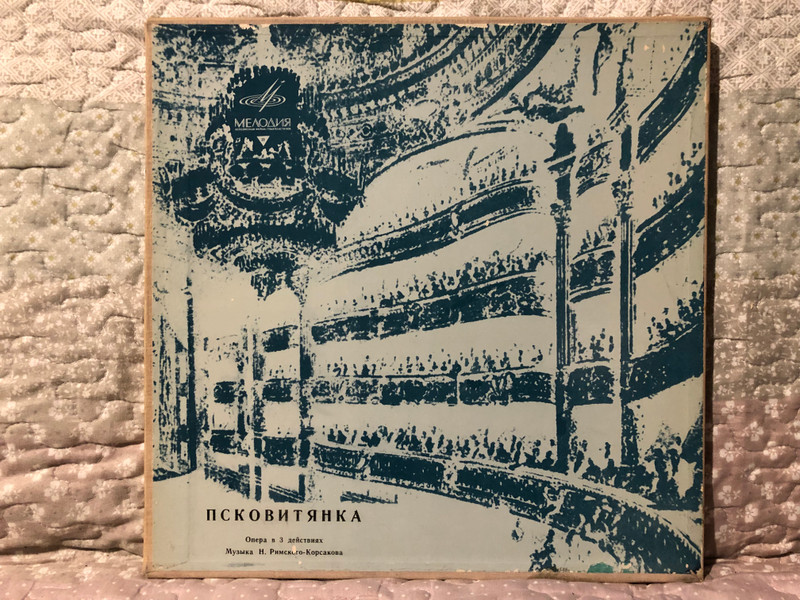 МЕЛОДИЯ
ПСКОВИТЯНКА
Опера в 3 действиях
Музыка Н. Римского-Корсакова